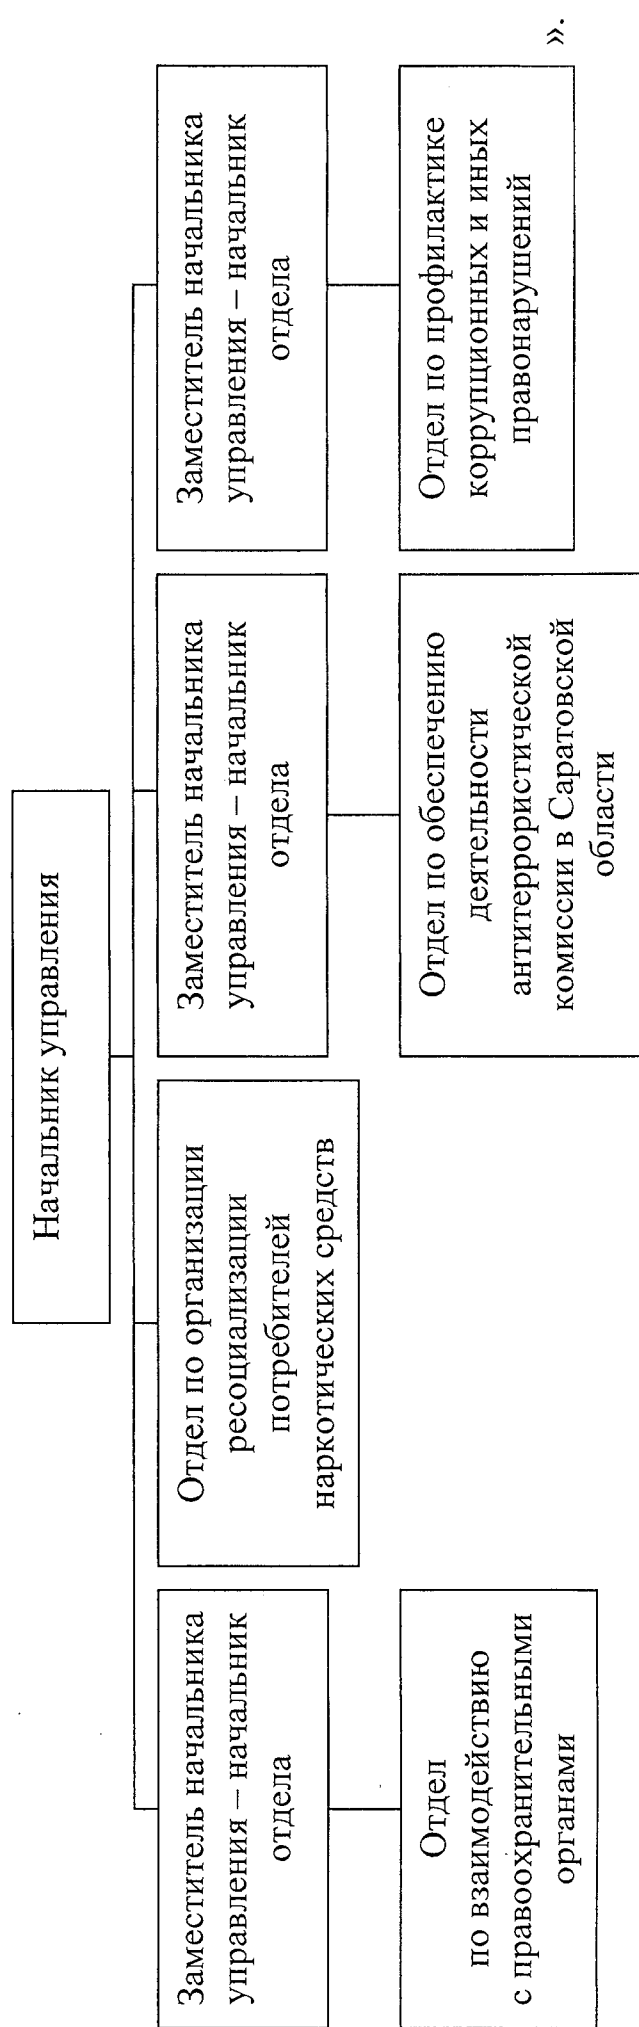 Начальник управления
Заместитель начальника
управления – начальник
отдела
Отдел по организации
ресоциализации
потребителей
наркотических средств
Заместитель начальника
управления – начальник
отдела
Заместитель начальника
управления – начальник
отдела
Отдел
по взаимодействию
с правоохранительными
органами
Отдел по обеспечению
деятельности
антитеррористической
комиссии в Саратовской
области
Отдел по профилактике
коррупционных и иных
правонарушений
».